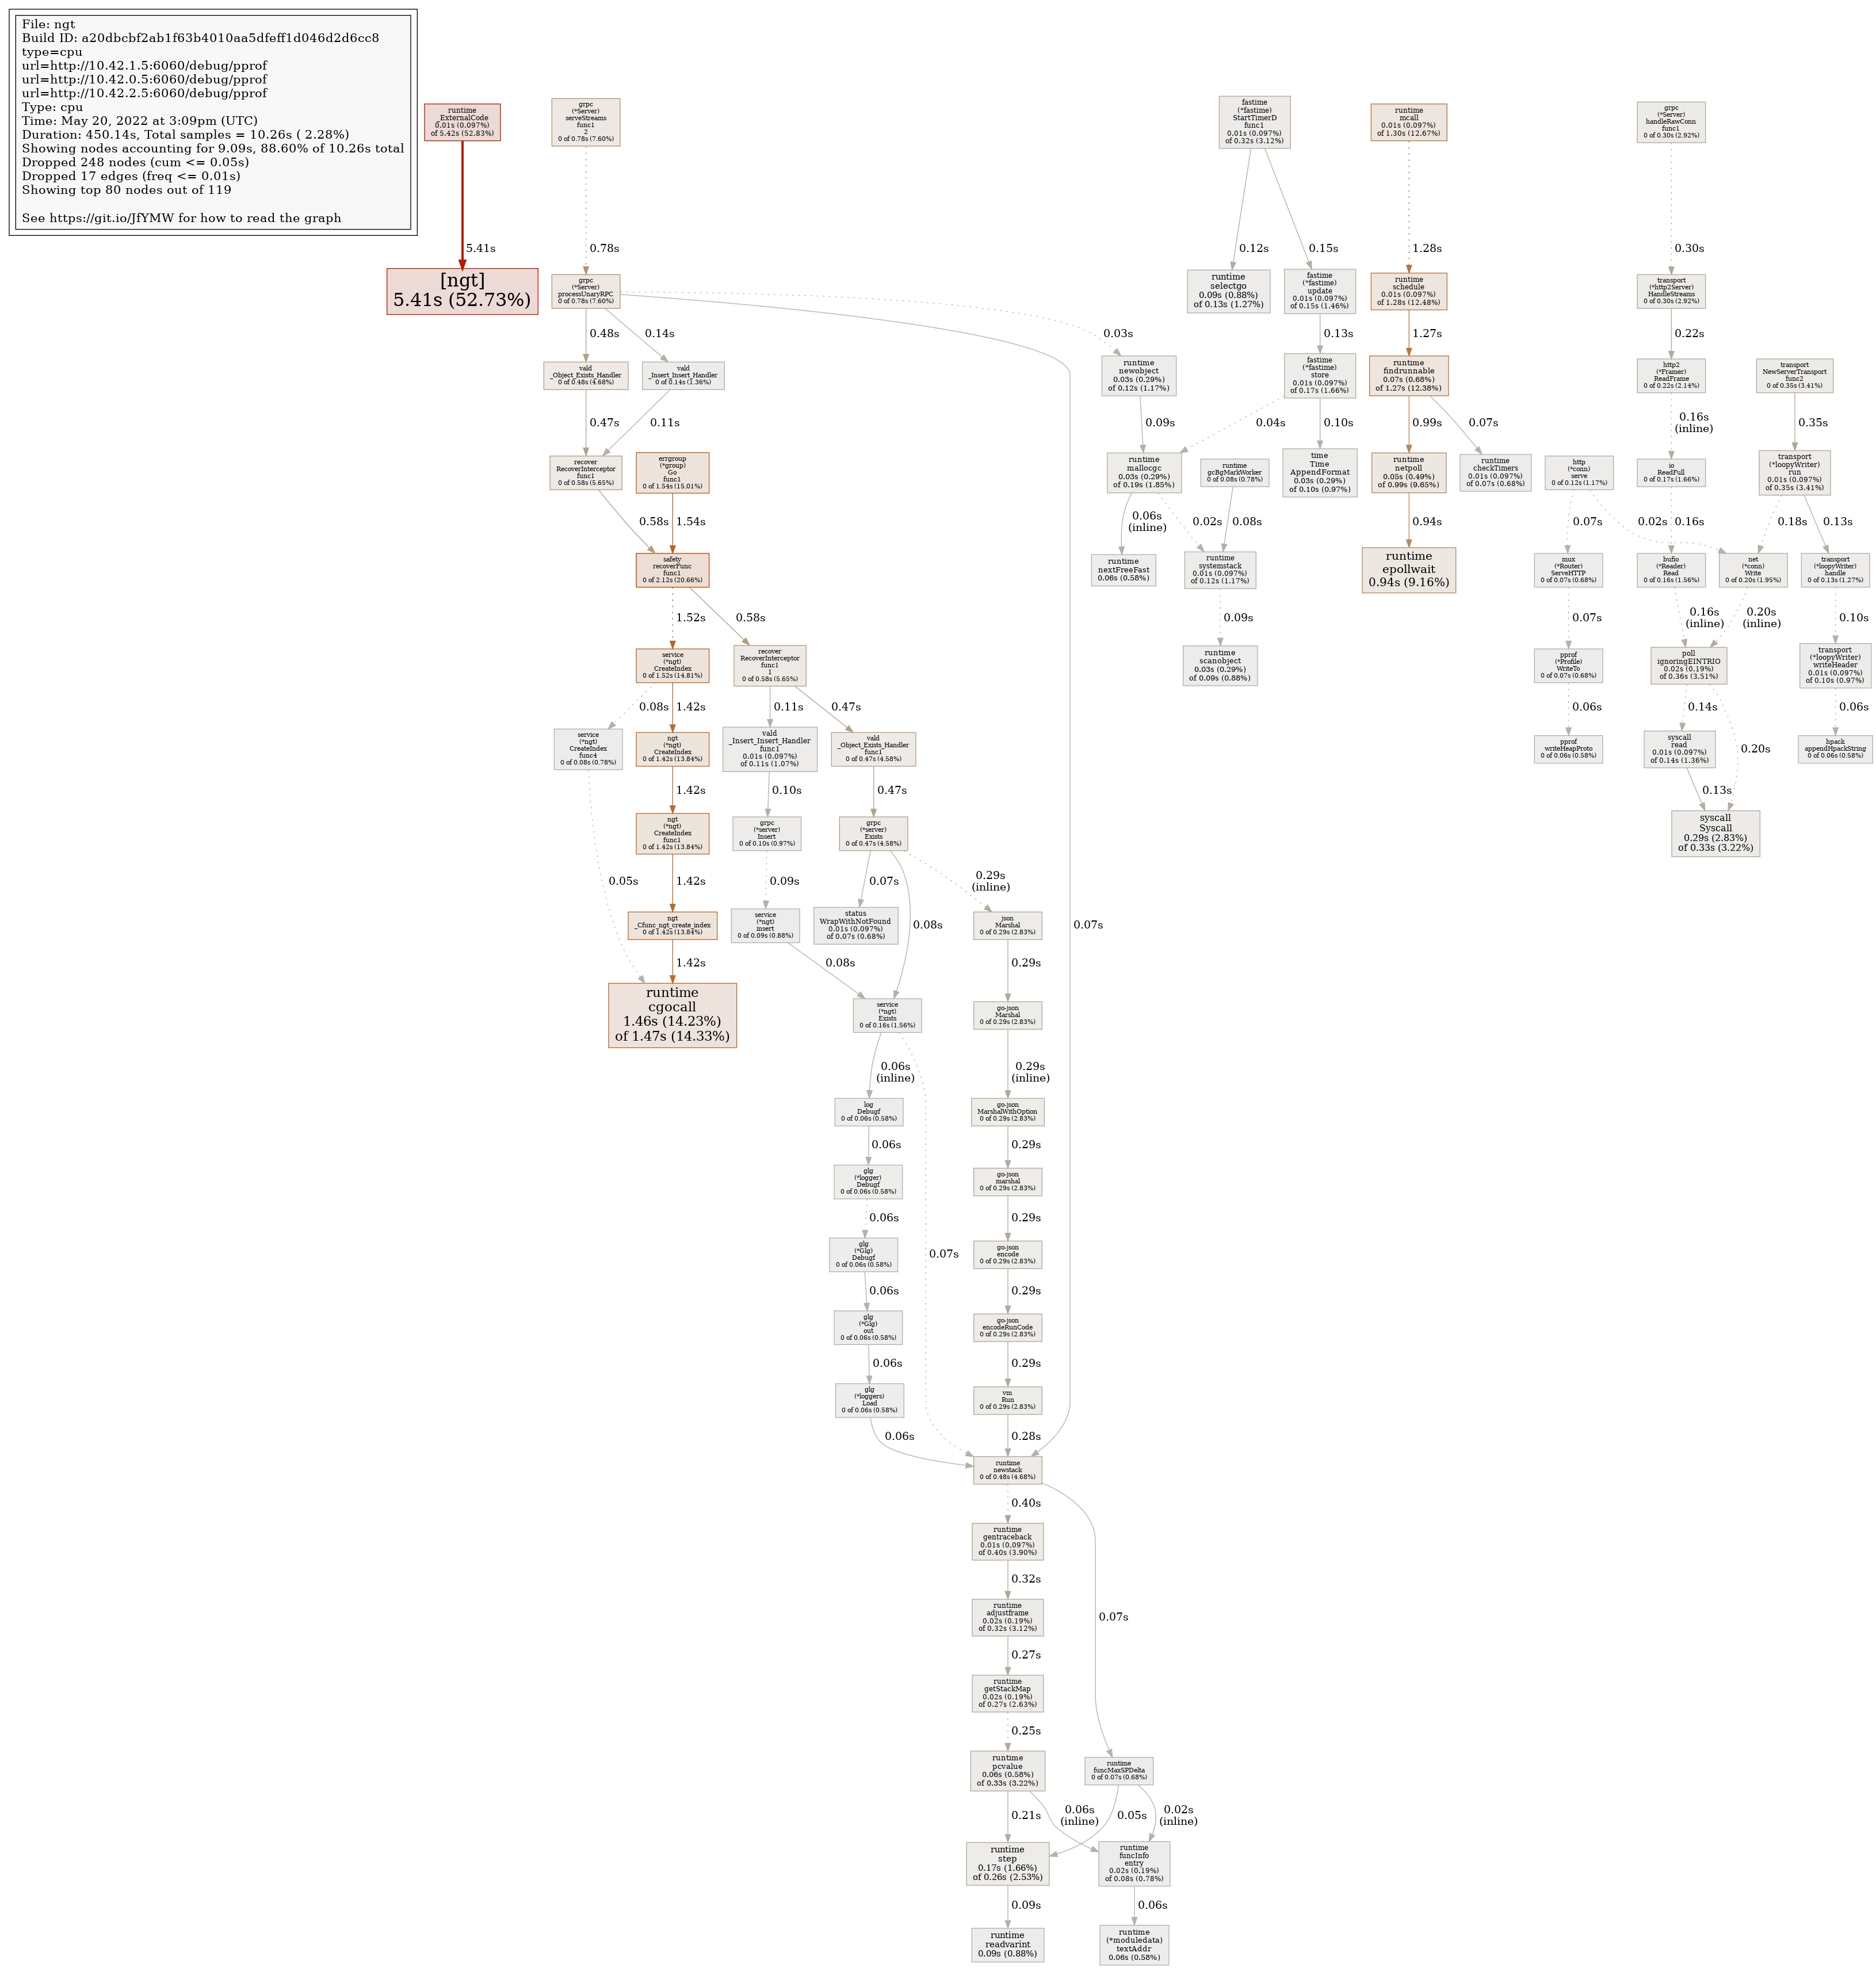 File: ngt
Build ID: a20dbcbf2ab1f63b4010aa5dfeff1d046d2d6cc8
type=cpu
url=http://10.42.1.5:6060/debug/pprof
url=http://10.42.0.5:6060/debug/pprof
url=http://10.42.2.5:6060/debug/pprof
Type: cpu
Time: May 20, 2022 at 3:09pm (UTC)
Duration: 450.14s, Total samples = 10.26s ( 2.28%)
Showing nodes accounting for 9.09s, 88.60% of 10.26s total
Dropped 248 nodes (cum <= 0.05s)
Dropped 17 edges (freq <= 0.01s)
Showing top 80 nodes out of 119
See https://git.io/JfYMW for how to read the graph
runtime
_ExternalCode
0.01s (0.097%)
of 5.42s (52.83%)
5.41s
[ngt]
5.41s (52.73%)
grpc
(*Server)
serveStreams
func1
2
0 of 0.78s (7.60%)
0.78s
grpc
(*Server)
processUnaryRPC
0 of 0.78s (7.60%)
0.48s
0.14s
0.03s
0.07s
vald
_Object_Exists_Handler
0 of 0.48s (4.68%)
0.47s
vald
_Insert_Insert_Handler
0 of 0.14s (1.36%)
0.11s
recover
RecoverInterceptor
func1
0 of 0.58s (5.65%)
0.58s
errgroup
(*group)
Go
func1
0 of 1.54s (15.01%)
1.54s
safety
recoverFunc
func1
0 of 2.12s (20.66%)
1.52s
0.58s
service
(*ngt)
CreateIndex
0 of 1.52s (14.81%)
0.08s
1.42s
recover
RecoverInterceptor
func1
1
0 of 0.58s (5.65%)
0.11s
0.47s
service
(*ngt)
CreateIndex
func4
0 of 0.08s (0.78%)
0.05s
ngt
(*ngt)
CreateIndex
0 of 1.42s (13.84%)
1.42s
ngt
(*ngt)
CreateIndex
func1
0 of 1.42s (13.84%)
1.42s
ngt
_Cfunc_ngt_create_index
0 of 1.42s (13.84%)
1.42s
runtime
cgocall
1.46s (14.23%)
of 1.47s (14.33%)
vald
_Insert_Insert_Handler
func1
0.01s (0.097%)
of 0.11s (1.07%)
0.10s
grpc
(*server)
Insert
0 of 0.10s (0.97%)
0.09s
service
(*ngt)
insert
0 of 0.09s (0.88%)
0.08s
vald
_Object_Exists_Handler
func1
0 of 0.47s (4.58%)
0.47s
grpc
(*server)
Exists
0 of 0.47s (4.58%)
0.07s
0.08s
0.29s
(inline)
status
WrapWithNotFound
0.01s (0.097%)
of 0.07s (0.68%)
service
(*ngt)
Exists
0 of 0.16s (1.56%)
0.06s
(inline)
0.07s
log
Debugf
0 of 0.06s (0.58%)
0.06s
glg
(*logger)
Debugf
0 of 0.06s (0.58%)
0.06s
glg
(*Glg)
Debugf
0 of 0.06s (0.58%)
0.06s
glg
(*Glg)
out
0 of 0.06s (0.58%)
0.06s
glg
(*loggers)
Load
0 of 0.06s (0.58%)
0.06s
json
Marshal
0 of 0.29s (2.83%)
0.29s
go-json
Marshal
0 of 0.29s (2.83%)
0.29s
(inline)
go-json
MarshalWithOption
0 of 0.29s (2.83%)
0.29s
go-json
marshal
0 of 0.29s (2.83%)
0.29s
go-json
encode
0 of 0.29s (2.83%)
0.29s
go-json
encodeRunCode
0 of 0.29s (2.83%)
0.29s
vm
Run
0 of 0.29s (2.83%)
0.28s
runtime
newstack
0 of 0.48s (4.68%)
0.40s
0.07s
runtime
gentraceback
0.01s (0.097%)
of 0.40s (3.90%)
0.32s
runtime
adjustframe
0.02s (0.19%)
of 0.32s (3.12%)
0.27s
runtime
getStackMap
0.02s (0.19%)
of 0.27s (2.63%)
0.25s
runtime
pcvalue
0.06s (0.58%)
of 0.33s (3.22%)
0.21s
0.06s
(inline)
runtime
funcMaxSPDelta
0 of 0.07s (0.68%)
0.05s
0.02s
(inline)
runtime
step
0.17s (1.66%)
of 0.26s (2.53%)
0.09s
runtime
funcInfo
entry
0.02s (0.19%)
of 0.08s (0.78%)
0.06s
runtime
readvarint
0.09s (0.88%)
runtime
(*moduledata)
textAddr
0.06s (0.58%)
fastime
(*fastime)
StartTimerD
func1
0.01s (0.097%)
of 0.32s (3.12%)
0.12s
0.15s
runtime
selectgo
0.09s (0.88%)
of 0.13s (1.27%)
fastime
(*fastime)
update
0.01s (0.097%)
of 0.15s (1.46%)
0.13s
runtime
newobject
0.03s (0.29%)
of 0.12s (1.17%)
0.09s
fastime
(*fastime)
store
0.01s (0.097%)
of 0.17s (1.66%)
0.04s
0.10s
runtime
mallocgc
0.03s (0.29%)
of 0.19s (1.85%)
0.06s
(inline)
0.02s
runtime
gcBgMarkWorker
0 of 0.08s (0.78%)
0.08s
time
Time
AppendFormat
0.03s (0.29%)
of 0.10s (0.97%)
runtime
nextFreeFast
0.06s (0.58%)
runtime
systemstack
0.01s (0.097%)
of 0.12s (1.17%)
0.09s
runtime
scanobject
0.03s (0.29%)
of 0.09s (0.88%)
runtime
mcall
0.01s (0.097%)
of 1.30s (12.67%)
1.28s
runtime
schedule
0.01s (0.097%)
of 1.28s (12.48%)
1.27s
runtime
findrunnable
0.07s (0.68%)
of 1.27s (12.38%)
0.99s
0.07s
runtime
netpoll
0.05s (0.49%)
of 0.99s (9.65%)
0.94s
runtime
checkTimers
0.01s (0.097%)
of 0.07s (0.68%)
runtime
epollwait
0.94s (9.16%)
http
(*conn)
serve
0 of 0.12s (1.17%)
0.07s
0.02s
mux
(*Router)
ServeHTTP
0 of 0.07s (0.68%)
0.07s
pprof
(*Profile)
WriteTo
0 of 0.07s (0.68%)
0.06s
pprof
writeHeapProto
0 of 0.06s (0.58%)
grpc
(*Server)
handleRawConn
func1
0 of 0.30s (2.92%)
0.30s
transport
(*http2Server)
HandleStreams
0 of 0.30s (2.92%)
0.22s
http2
(*Framer)
ReadFrame
0 of 0.22s (2.14%)
0.16s
(inline)
io
ReadFull
0 of 0.17s (1.66%)
0.16s
bufio
(*Reader)
Read
0 of 0.16s (1.56%)
0.16s
(inline)
transport
NewServerTransport
func2
0 of 0.35s (3.41%)
0.35s
transport
(*loopyWriter)
run
0.01s (0.097%)
of 0.35s (3.41%)
0.18s
0.13s
net
(*conn)
Write
0 of 0.20s (1.95%)
0.20s
(inline)
transport
(*loopyWriter)
handle
0 of 0.13s (1.27%)
0.10s
poll
ignoringEINTRIO
0.02s (0.19%)
of 0.36s (3.51%)
0.14s
0.20s
transport
(*loopyWriter)
writeHeader
0.01s (0.097%)
of 0.10s (0.97%)
0.06s
syscall
read
0.01s (0.097%)
of 0.14s (1.36%)
0.13s
hpack
appendHpackString
0 of 0.06s (0.58%)
syscall
Syscall
0.29s (2.83%)
of 0.33s (3.22%)